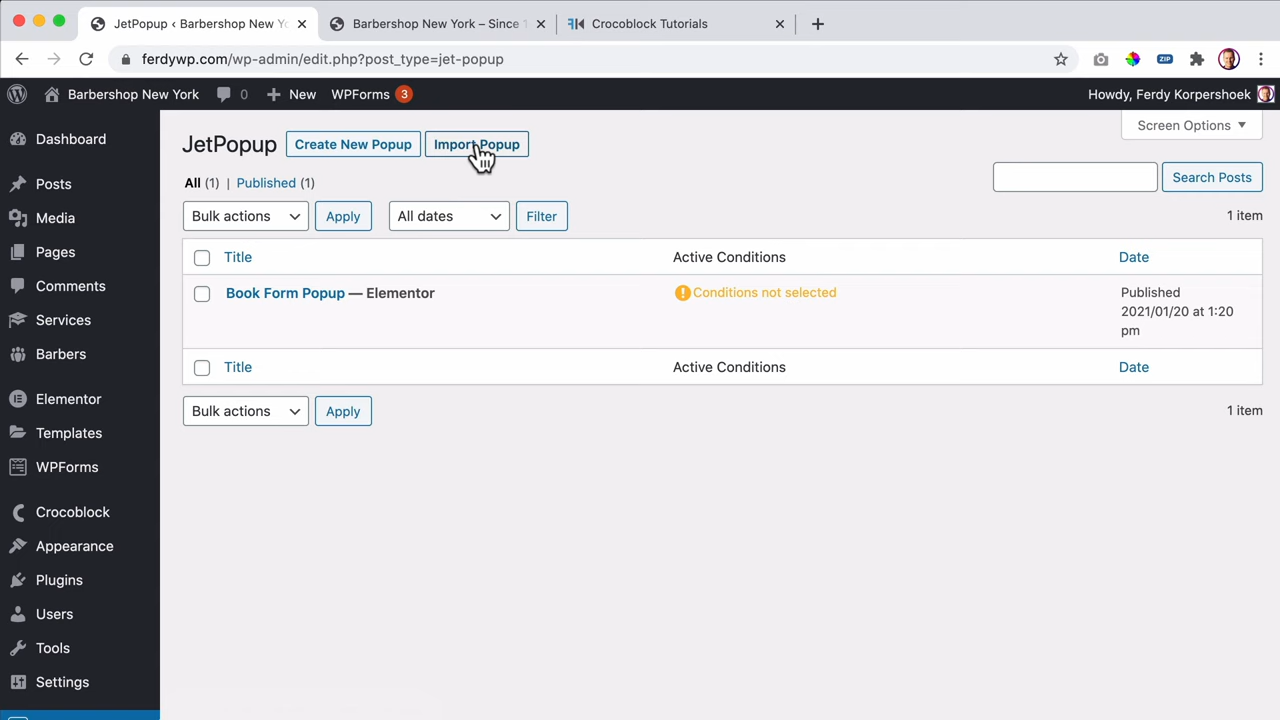 JetPopup ‹ Barbershop New Yo
Barbershop New York – Since 1
Crocoblock Tutorials
ferdywp.com/wp-admin/edit.php?post_type=jet-popup
ZIP
Barbershop New York
0
New
WPForms 3
Howdy, Ferdy Korpershoek
Dashboard
Posts
Media
Pages
Comments
Services
Barbers
Elementor
Templates
WPForms
Crocoblock
Appearance
Plugins
Users
Tools
Settings
Screen Options ▼
JetPopup Create New Popup Import Popup
All (1) | Published (1)
Search Posts
Bulk actions Apply All dates Filter
1 item
Title Active Conditions Date
Book Form Popup — Elementor Conditions not selected Published
2021/01/20 at 1:20
pm
Title Active Conditions Date
Bulk actions Apply 1 item